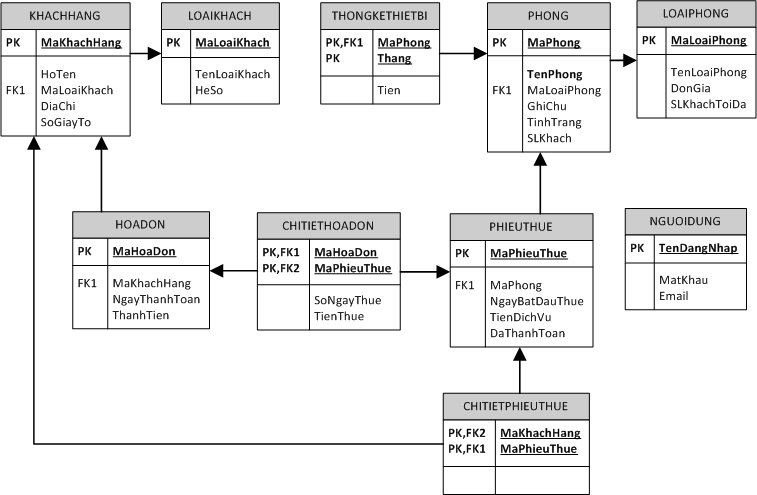 KHACHHANG
PK MaKhachHang
HoTen
FK1 MaLoaiKhach
DiaChi
SoGiayTo
LOAIKHACH
PK MaLoaiKhach
TenLoaiKhach
HeSo
THONGKETHIETBI
PK,FK1 MaPhong
PK Thang
Tien
PHONG
PK MaPhong
TenPhong
FK1 MaLoaiPhong
GhiChu
TinhTrang
SLKhach
LOAIPHONG
PK MaLoaiPhong
TenLoaiPhong
DonGia
SLKhachToiDa
HOADON
PK MaHoaDon
FK1 MaKhachHang
NgayThanhToan
ThanhTien
CHITIETHOADON
PK,FK1 MaHoaDon
PK,FK2 MaPhieuThue
SoNgayThue
TienThue
PHIEUTHUE
PK MaPhieuThue
FK1 MaPhong
NgayBatDauThue
TienDichVu
DaThanhToan
NGUOIDUNG
PK TenDangNhap
MatKhau
Email
CHITIETPHIEUTHUE
PK,FK2 MaKhachHang
PK,FK1 MaPhieuThue